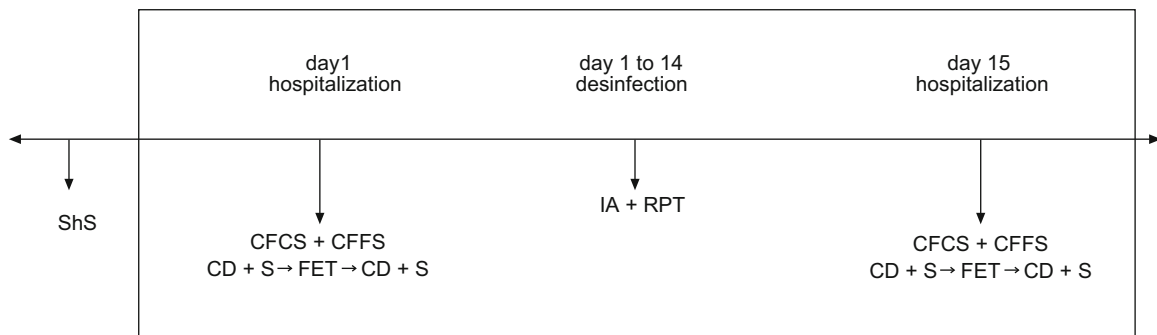 day1
hospitalization
day 1 to 14
desinfection
day 15
hospitalization
ShS
CFCS + CFFS
CD + S→FET→CD + S
IA + RPT
CFCS + CFFS
CD + S→FET→CD + S